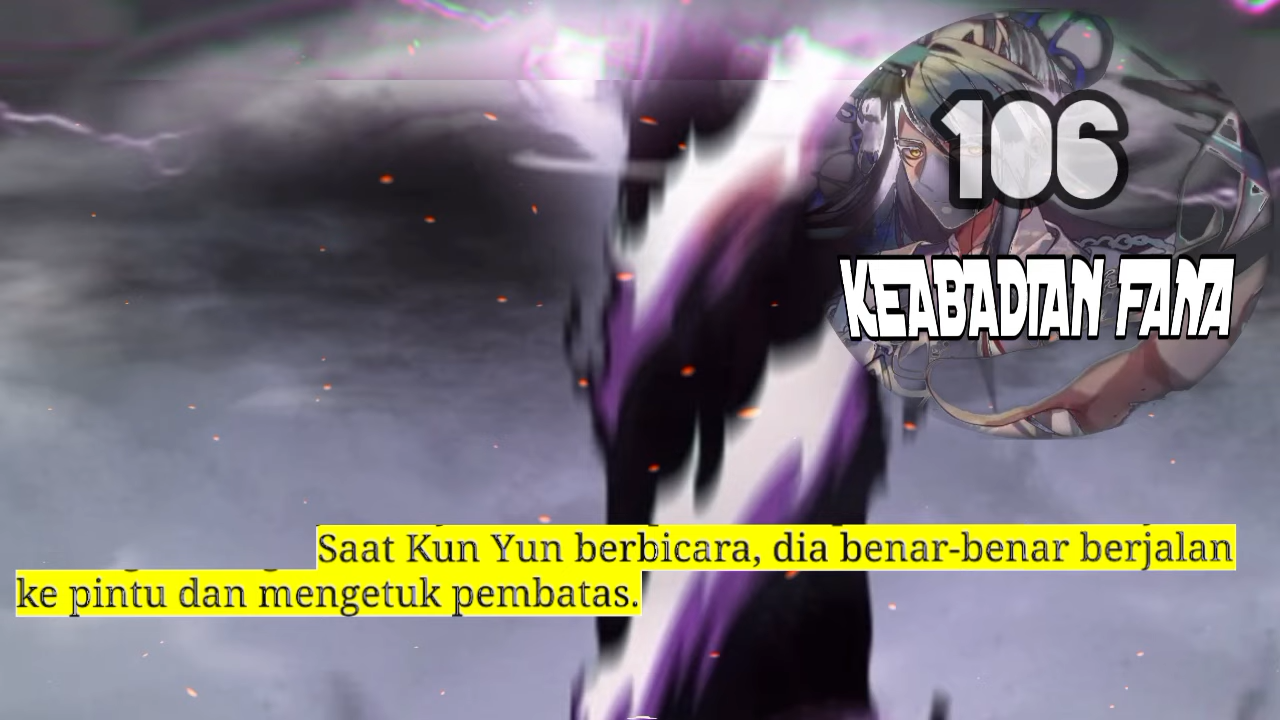 106
KEABADIAN FANA
Saat Kun Yun berbicara, dia benar-benar berjalan
ke pintu dan mengetuk pembatas.